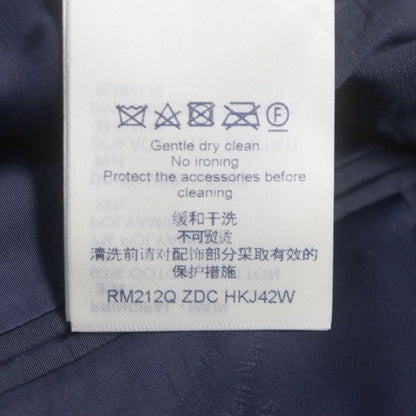 Gentle dry clean
No ironing
Protect the accessories before
cleaning
缓和干洗
不可熨烫
清洗前请对配饰部分采取有效的
保护措施
RM212Q ZDC HKJ42W